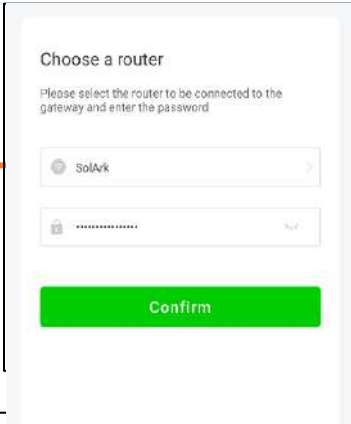 Choose a router
Please select the router to be connected to the
gateway and enter the password
SolArk
Confirm